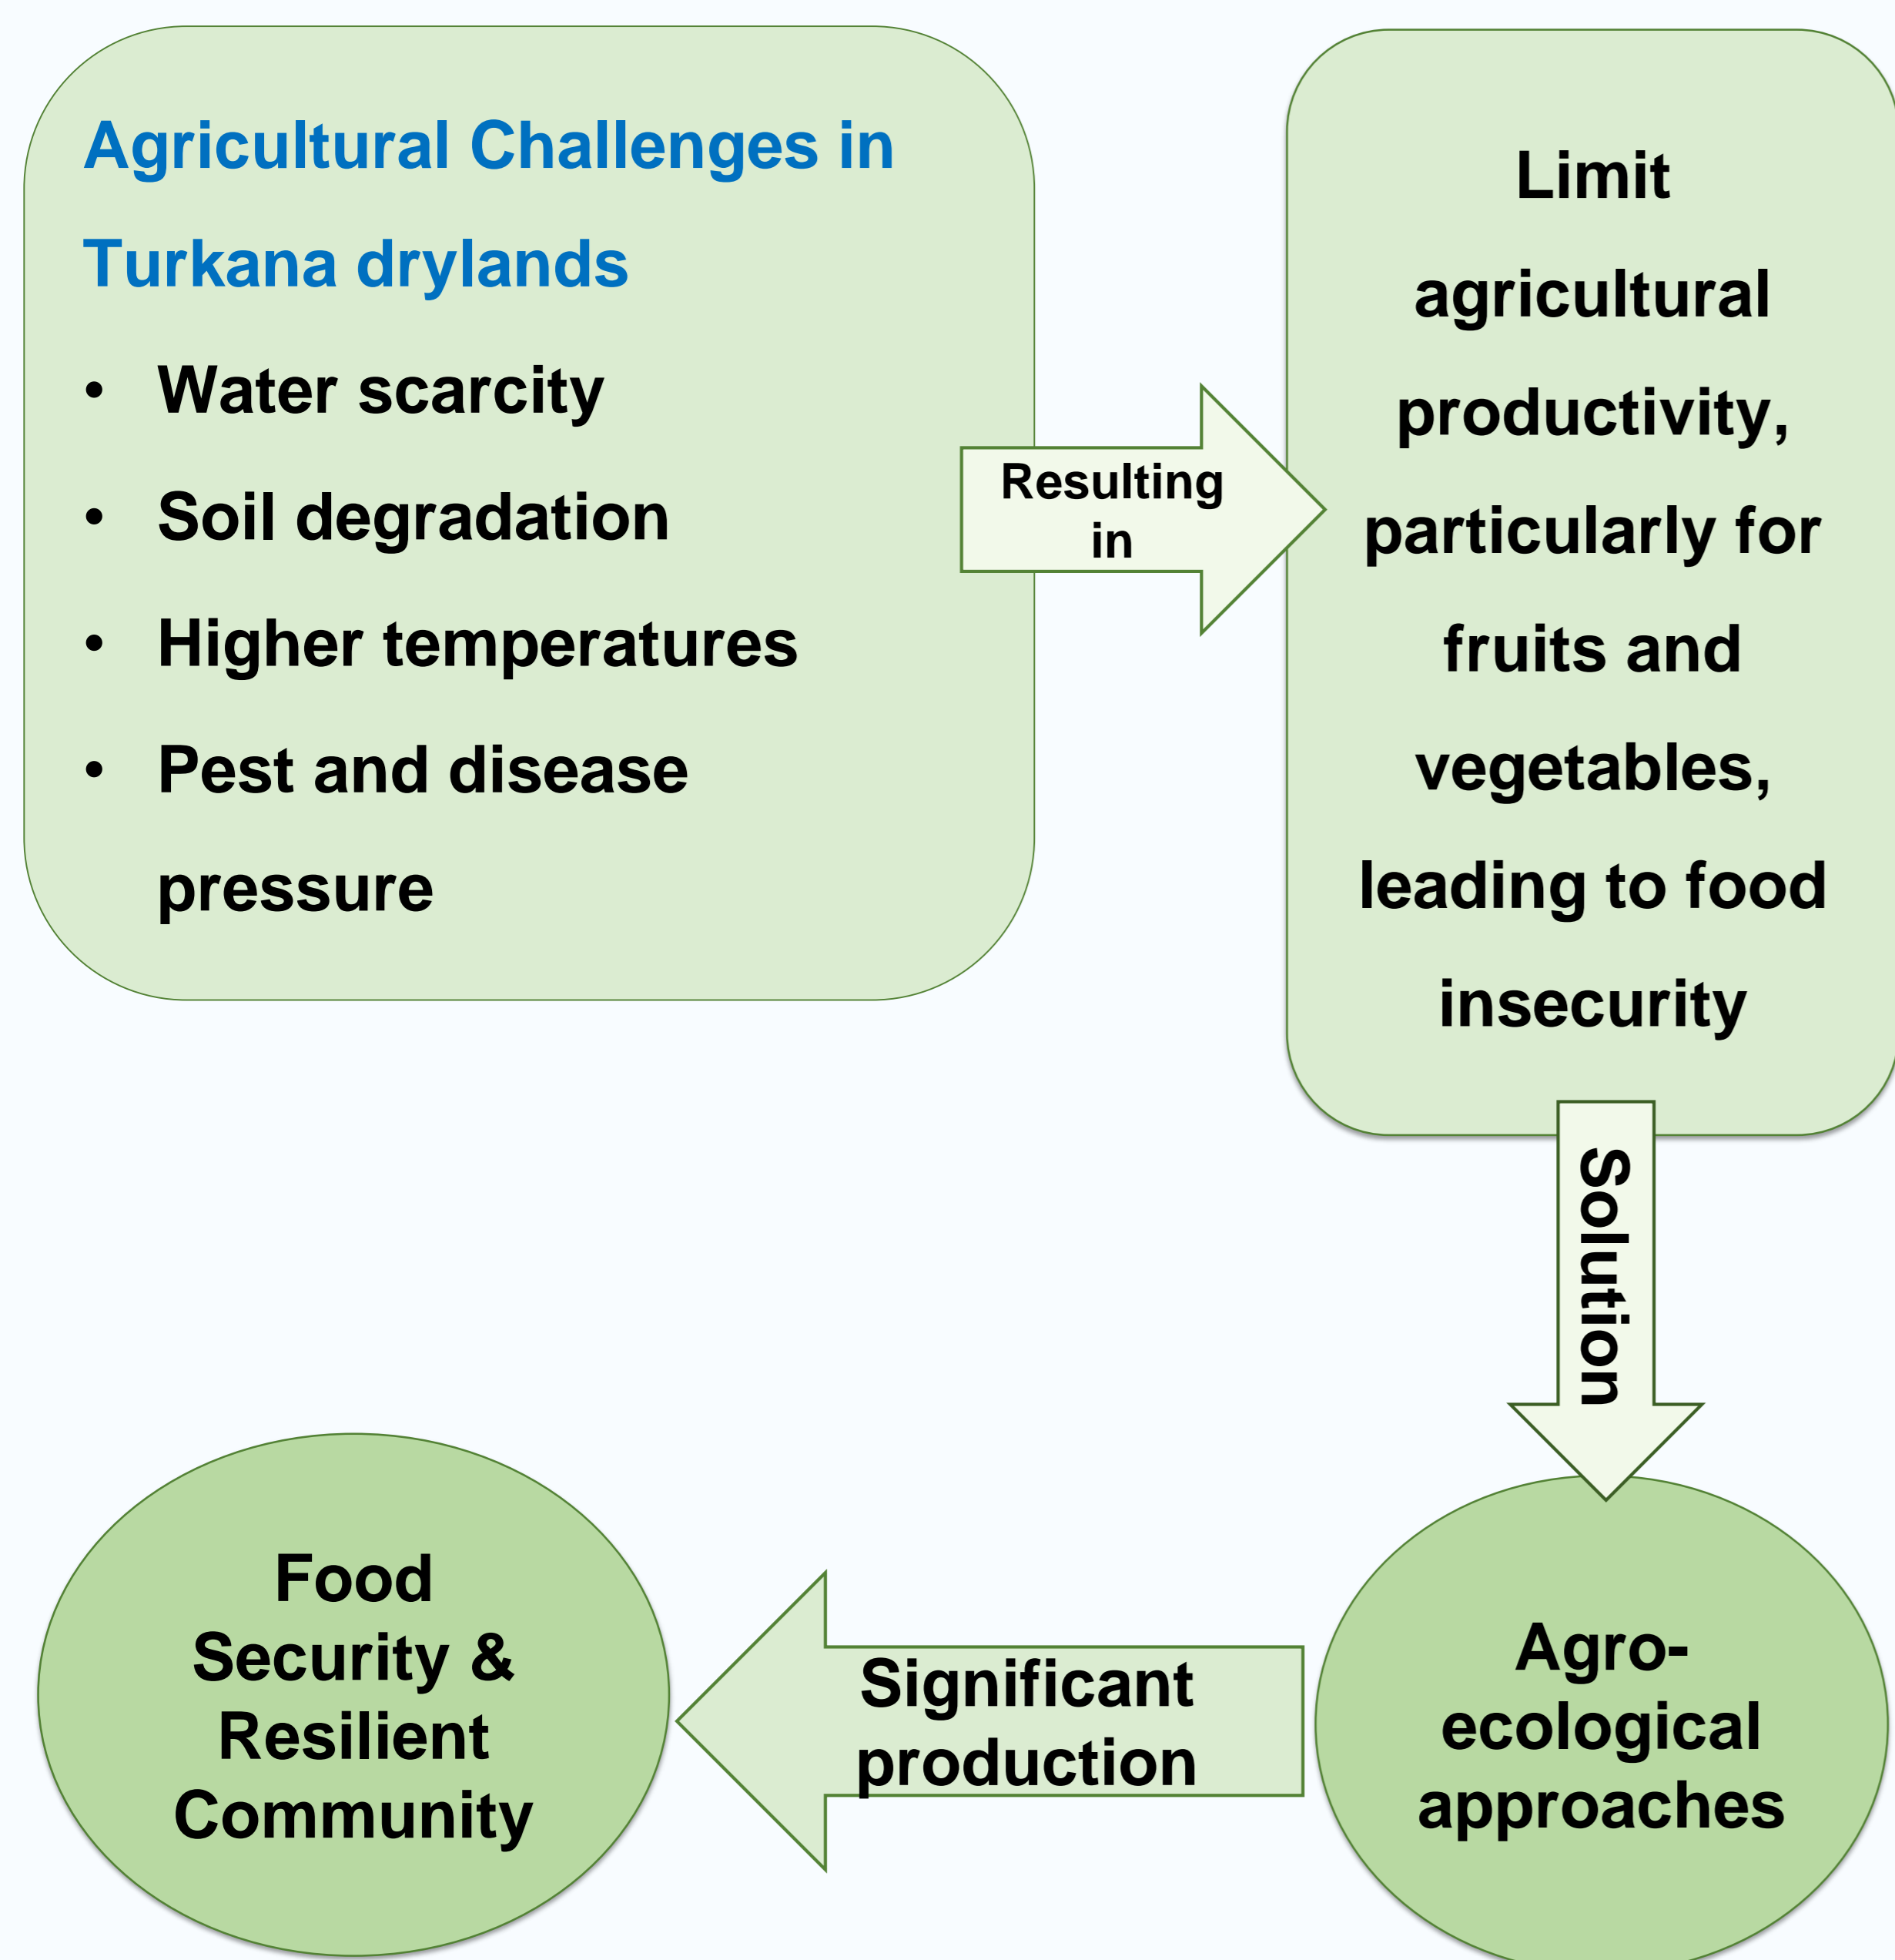 Agricultural Challenges in
Turkana drylands
• Water scarcity
• Soil degradation
• Higher temperatures
• Pest and disease
pressure
Resulting
in
Limit
agricultural
productivity,
particularly for
fruits and
vegetables,
leading to food
insecurity
Solution
Agro-
ecological
approaches
Significant
production
Food
Security &
Resilient
Community